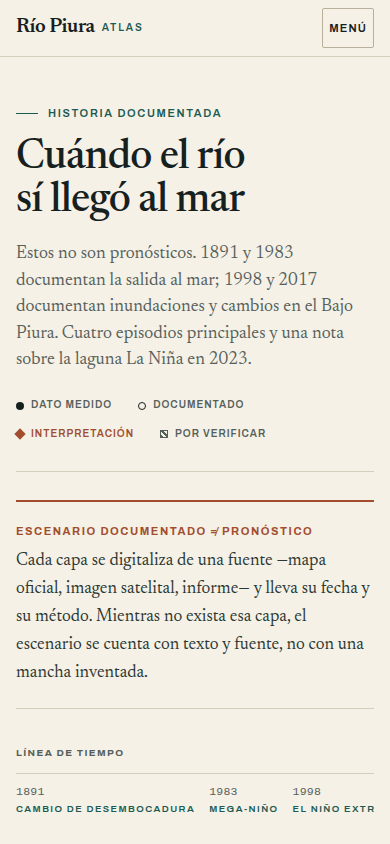 Río Piura ATLAS
MENÚ
HISTORIA DOCUMENTADA
Cuándo el río
sí llegó al mar
Estos no son pronósticos. 1891 y 1983
documentan la salida al mar; 1998 y 2017
documentan inundaciones y cambios en el Bajo
Piura. Cuatro episodios principales y una nota
sobre la laguna La Niña en 2023.
DATO MEDIDO DOCUMENTADO
INTERPRETACIÓN POR VERIFICAR
ESCENARIO DOCUMENTADO ≠ PRONÓSTICO
Cada capa se digitaliza de una fuente —mapa
oficial, imagen satelital, informe— y lleva su fecha y
su método. Mientras no exista esa capa, el
escenario se cuenta con texto y fuente, no con una
mancha inventada.
LÍNEA DE TIEMPO
1891 1983 1998
CAMBIO DE DESEMBOCADURA MEGA-NIÑO EL NIÑO EXTR